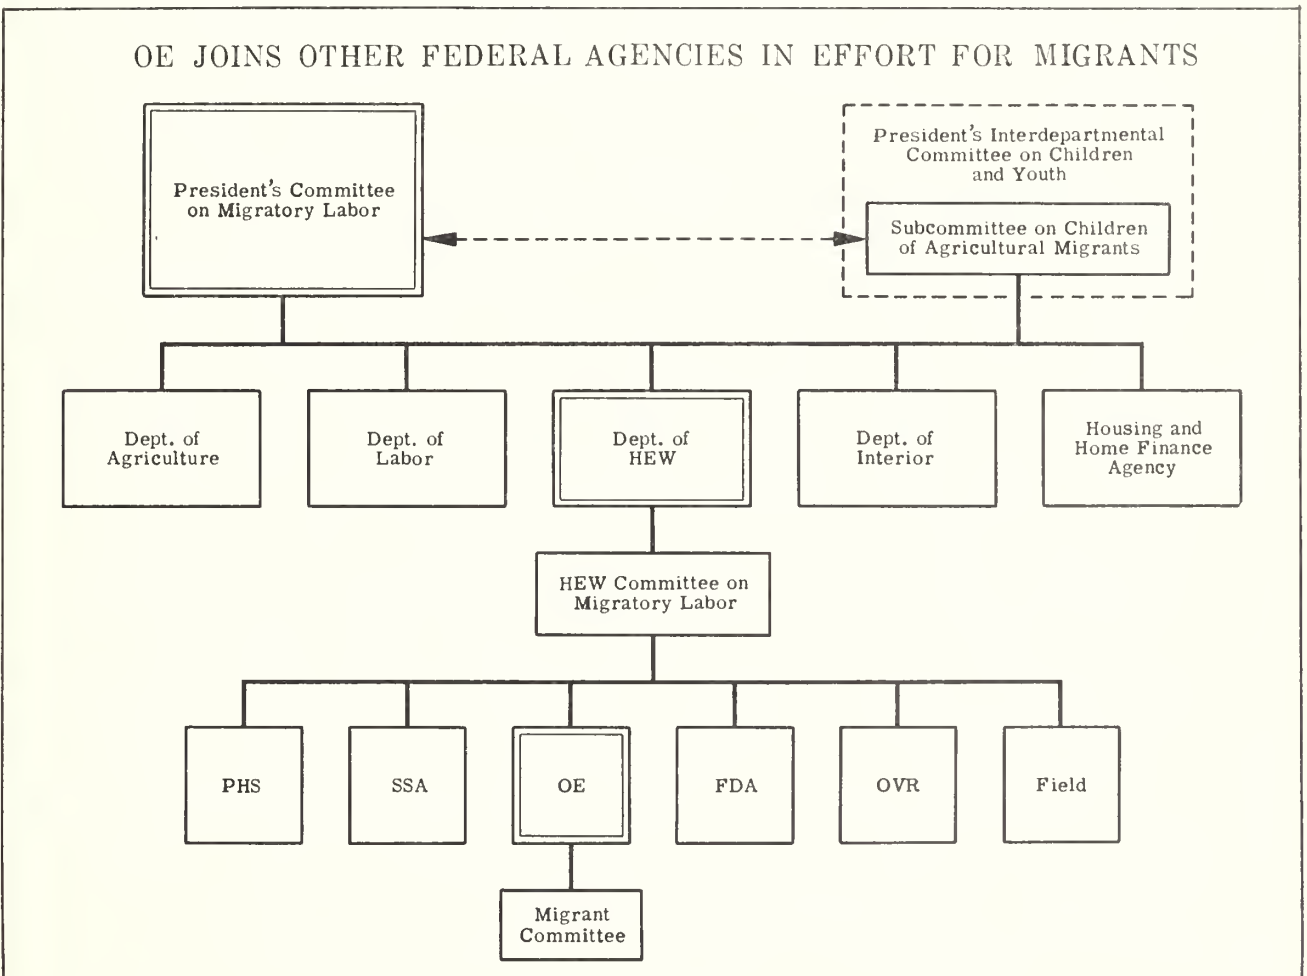 OE JOINS OTHER FEDERAL AGENCIES IN EFFORT FOR MIGRANTS
President's Committee
on Migratory Labor
President's Interdepartmental
Committee on Children
and Youth
Subcommittee on Children
of Agricultural Migrants
Dept. of
Agriculture
Dept. of
Labor
Dept. of
HEW
Dept. of
Interior
Housing and
Home Finance
Agency
HEW Committee on
Migratory Labor
PHS
SSA
OE
FDA
OVR
Field
Migrant
Committee